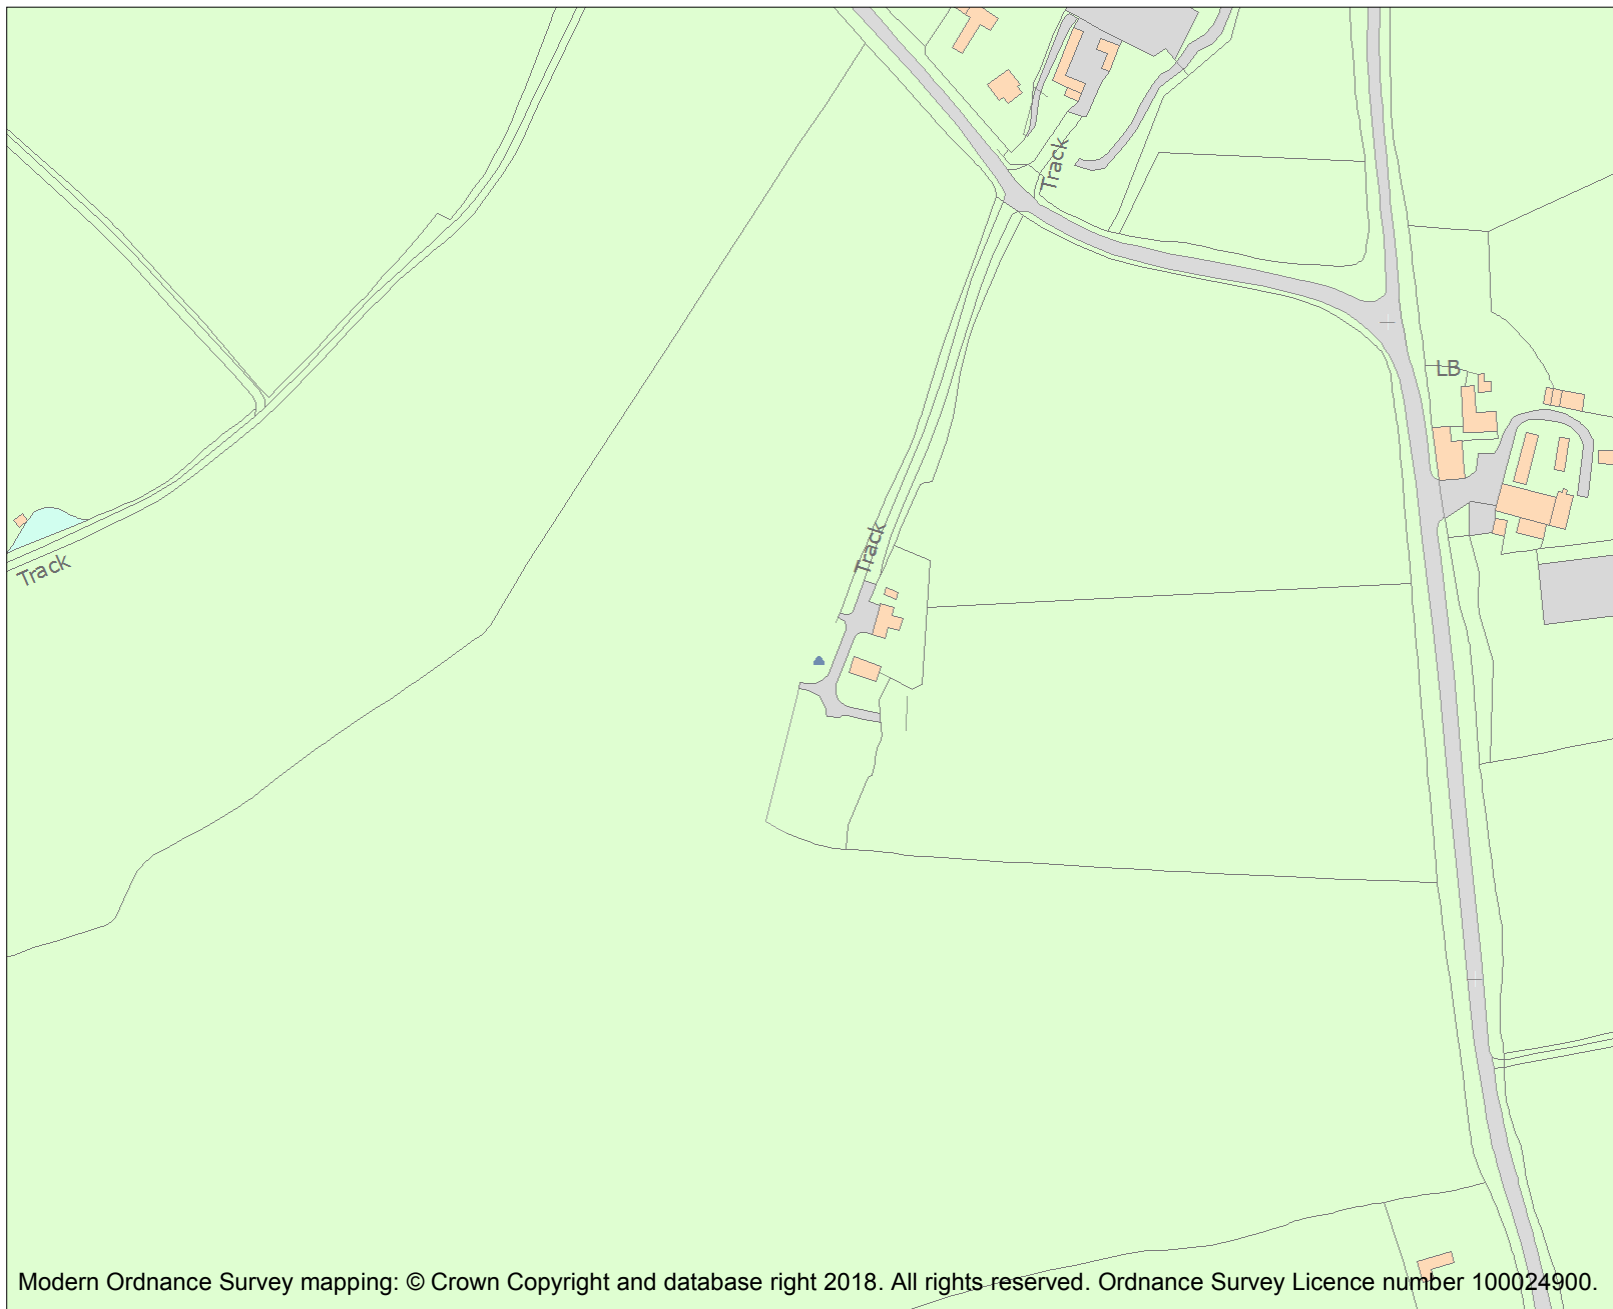 Track
LB
Track
Track
Modern Ordnance Survey mapping: © Crown Copyright and database right 2018. All rights reserved. Ordnance Survey Licence number 100024900.